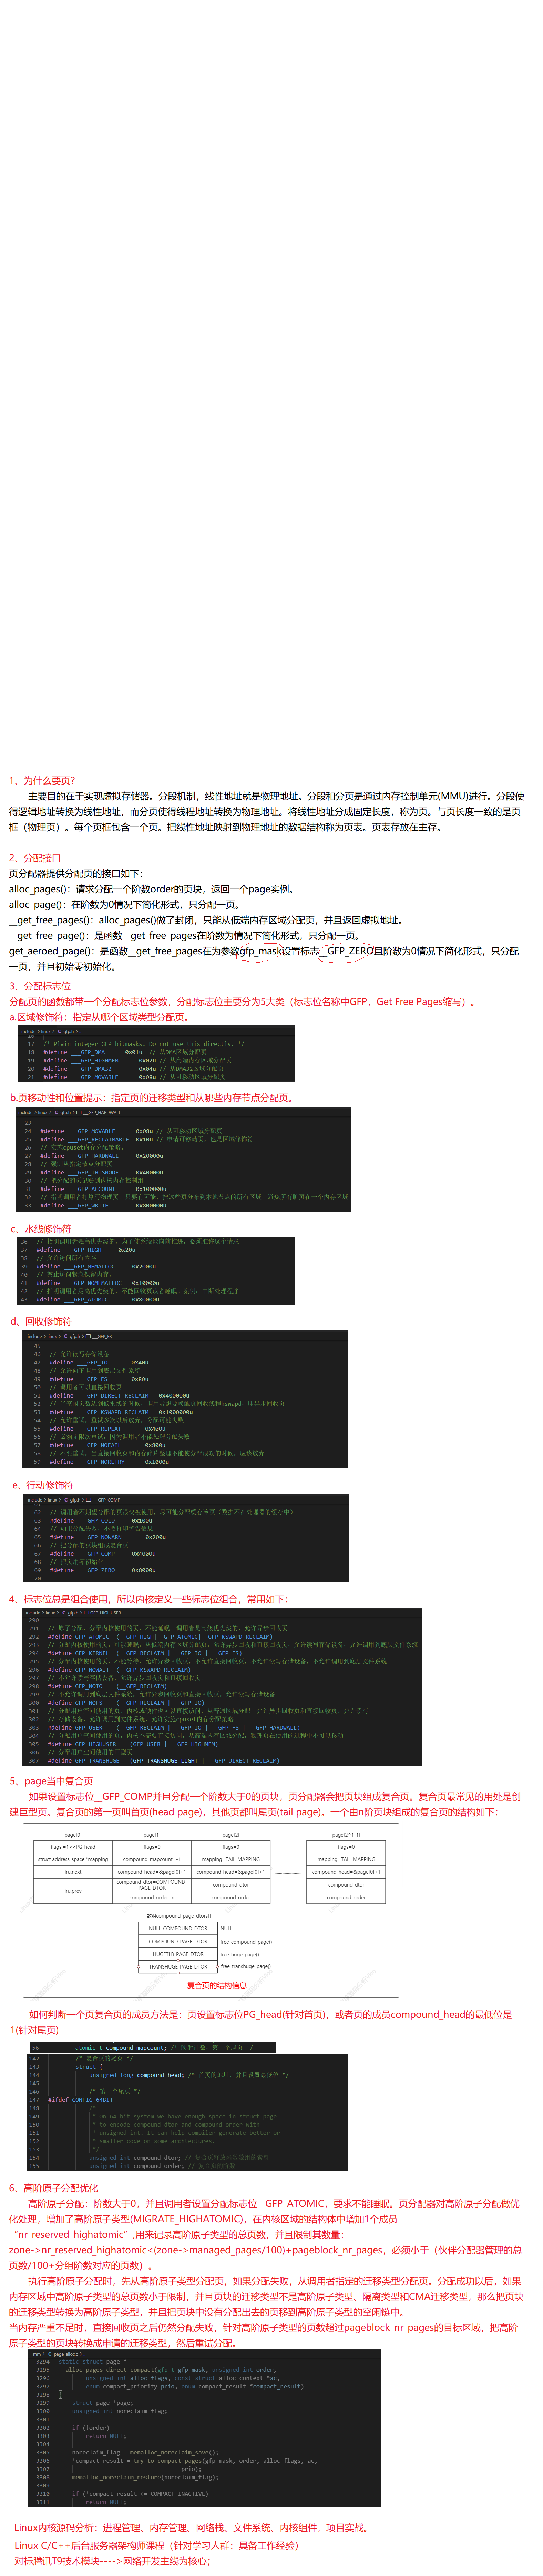 1、为什么要页?
主要目的在于实现虚拟存储器。分段机制，线性地址就是物理地址。分段和分页是通过内存控制单元(MMU)进行。分段使
得逻辑地址转换为线性地址，而分页使得线程地址转换为物理地址。将线性地址分成固定长度，称为页。与页长度一致的是页
框（物理页）。每个页框包含一个页。把线性地址映射到物理地址的数据结构称为页表。页表存放在主存。
2、分配接口
页分配器提供分配页的接口如下：
alloc_pages()：请求分配一个阶数order的页块，返回一个page实例。
alloc_page()：在阶数为0情况下简化形式，只分配一页。
__get_free_pages()：alloc_pages()做了封闭，只能从低端内存区域分配页，并且返回虚拟地址。
__get_free_page()：是函数__get_free_pages在阶数为情况下简化形式，只分配一页。
get_aeroed_page()：是函数__get_free_pages在为参数gfp_mask设置标志__GFP_ZERO且阶数为0情况下简化形式，只分配
一页，并且初始零初始化。
3、分配标志位
分配页的函数都带一个分配标志位参数，分配标志位主要分为5大类（标志位名称中GFP，Get Free Pages缩写）。
a.区域修饰符：指定从哪个区域类型分配页。
include > linux > C gfp.h > ...
17 /* Plain integer GFP bitmasks. Do not use this directly. */
18 #define ___GFP_DMA 0x01u // 从DMA区域分配页
19 #define ___GFP_HIGHMEM 0x02u // 从高端内存区域分配页
20 #define ___GFP_DMA32 0x04u // 从DMA32区域分配页
21 #define ___GFP_MOVABLE 0x08u // 从可移动区域分配页
b.页移动性和位置提示：指定页的迁移类型和从哪些内存节点分配页。
include > linux > C gfp.h > ___GFP_HARDWALL
23
24 #define ___GFP_MOVABLE 0x08u // 从可移动区域分配页
25 #define ___GFP_RECLAIMABLE 0x10u // 申请可移动页，也是区域修饰符
26 // 实施cpuset内存分配策略。
27 #define ___GFP_HARDWALL 0x20000u
28 // 强制从指定节点分配页
29 #define ___GFP_THISNODE 0x40000u
30 // 把分配的页记账到内核内存控制组
31 #define ___GFP_ACCOUNT 0x100000u
32 // 指明调用者打算写物理页，只要有可能，把这些页分布到本地节点的所有区域，避免所有脏页在一个内存区域
33 #define ___GFP_WRITE 0x800000u
c、水线修饰符
36 // 指明调用者是高优先级的，为了使系统能向前推进，必须准许这个请求
37 #define ___GFP_HIGH 0x20u
38 // 允许访问所有内存
39 #define ___GFP_MEMALLOC 0x2000u
40 // 禁止访问紧急保留内存。
41 #define ___GFP_NOMEMALLOC 0x10000u
42 // 指明调用者是高优先级的，不能回收页或者睡眠。案例：中断处理程序
43 #define ___GFP_ATOMIC 0x80000u
d、回收修饰符
include > linux > C gfp.h > ___GFP_FS
45
46 // 允许读写存储设备
47 #define ___GFP_IO 0x40u
48 // 允许向下调用到底层文件系统
49 #define ___GFP_FS 0x80u
50 // 调用者可以直接回收页
51 #define ___GFP_DIRECT_RECLAIM 0x400000u
52 // 当空闲页数达到低水线的时候，调用者想要唤醒页回收线程kswapd，即异步回收页
53 #define ___GFP_KSWAPD_RECLAIM 0x1000000u
54 // 允许重试，重试多次以后放弃，分配可能失败
55 #define ___GFP_REPEAT 0x400u
56 // 必须无限次重试，因为调用者不能处理分配失败
57 #define ___GFP_NOFAIL 0x800u
58 // 不要重试，当直接回收页和内存碎片整理不能使分配成功的时候，应该放弃
59 #define ___GFP_NORETRY 0x1000u
e、行动修饰符
include > linux > C gfp.h > ___GFP_COMP
62 // 调用者不期望分配的页很快被使用，尽可能分配缓存冷页（数据不在处理器的缓存中）
63 #define ___GFP_COLD 0x100u
64 // 如果分配失败，不要打印警告信息
65 #define ___GFP_NOWARN 0x200u
66 // 把分配的页块组成复合页
67 #define ___GFP_COMP 0x4000u
68 // 把页用零初始化
69 #define ___GFP_ZERO 0x8000u
70
4、标志位总是组合使用，所以内核定义一些标志位组合，常用如下：
include > linux > C gfp.h > GFP_HIGHUSER
290
291 // 原子分配，分配内核使用的页，不能睡眠。调用者是高接优先级的，允许异步回收页
292 #define GFP_ATOMIC (__GFP_HIGH|__GFP_ATOMIC|__GFP_KSWAPD_RECLAIM)
293 // 分配内核使用的页，可能睡眠。从低端内存区域分配页，允许异步回收和直接回收页，允许读写存储设备，允许调用到底层文件系统
294 #define GFP_KERNEL (__GFP_RECLAIM | __GFP_IO | __GFP_FS)
295 // 分配内核使用的页，不能等待。允许异步回收页，不允许直接回收页，不允许读写存储设备，不允许调用到底层文件系统
296 #define GFP_NOWAIT (__GFP_KSWAPD_RECLAIM)
297 // 不允许读写存储设备，允许异步回收页和直接回收页。
298 #define GFP_NOIO (__GFP_RECLAIM)
299 // 不允许调用到底层文件系统，允许异步回收页和直接回收页，允许读写存储设备
300 #define GFP_NOFS (__GFP_RECLAIM | __GFP_IO)
301 // 分配用户空间使用的页，内核或硬件也可以直接访问，从普通区域分配，允许异步回收页和直接回收页，允许读写
302 // 存储设备，允许调用到文件系统，允许实施cpuset内存分配策略
303 #define GFP_USER (__GFP_RECLAIM | __GFP_IO | __GFP_FS | __GFP_HARDWALL)
304 // 分配用户空间使用的页，内核不需要直接访问，从高端内存区域分配，物理页在使用的过程中不可以移动
305 #define GFP_HIGHUSER (GFP_USER | __GFP_HIGHMEM)
306 // 分配用户空间使用的巨型页
307 #define GFP_TRANSHUGE (GFP_TRANSHUGE_LIGHT | __GFP_DIRECT_RECLAIM)
5、page当中复合页
如果设置标志位__GFP_COMP并且分配一个阶数大于0的页块，页分配器会把页块组成复合页。复合页最常见的用处是创
建巨型页。复合页的第一页叫首页(head page)，其他页都叫尾页(tail page)。一个由n阶页块组成的复合页的结构如下：
page[0] page[1] page[2] page[2^1-1]
flags|=1<<PG head flags=0 flags=0 flags=0
struct address space *mapping compound mapcount=-1 mapping=TAIL MAPPING mapping=TAIL MAPPING
lru.next compound head=&page[0]+1 compound head=&page[0]+1 compound head=&page[0]+1
lru.prev compound_dtor=COMPOUND_PAGE DTOR compound dtor compound dtor
compound order=n compound order compound order
数组compound page dtors[]
NULL COMPOUND DTOR NULL
COMPOUND PAGE DTOR free compound page()
HUGETLB PAGE DTOR free huge page()
TRANSHUGE PAGE DTOR free transhuge page()
复合页的结构信息
如何判断一个页复合页的成员方法是：页设置标志位PG_head(针对首页)，或者页的成员compound_head的最低位是
1(针对尾页)
56 atomic_t compound_mapcount; /* 映射计数，第一个尾页 */
142 /* 复合页的尾页 */
143 struct {
144 unsigned long compound_head; /* 首页的地址，并且设置最低位 */
145
146 /* 第一个尾页 */
147 #ifdef CONFIG_64BIT
148 /*
149 * On 64 bit system we have enough space in struct page
150 * to encode compound_dtor and compound_order with
151 * unsigned int. It can help compiler generate better or
152 * smaller code on some archtectures.
153 */
154 unsigned int compound_dtor; // 复合页释放函数数组的索引
155 unsigned int compound_order; // 复合页的阶数
6、高阶原子分配优化
高阶原子分配：阶数大于0，并且调用者设置分配标志位__GFP_ATOMIC，要求不能睡眠。页分配器对高阶原子分配做优
化处理，增加了高阶原子类型(MIGRATE_HIGHATOMIC)，在内核区域的结构体中增加1个成员
“nr_reserved_highatomic”,用来记录高阶原子类型的总页数，并且限制其数量：
zone->nr_reserved_highatomic<(zone->managed_pages/100)+pageblock_nr_pages，必须小于（伙伴分配器管理的总
页数/100+分组阶数对应的页数）。
执行高阶原子分配时，先从高阶原子类型分配页，如果分配失败，从调用者指定的迁移类型分配页。分配成功以后，如果
内存区域中高阶原子类型的总页数小于限制，并且页块的迁移类型不是高阶原子类型、隔离类型和CMA迁移类型，那么把页块
的迁移类型转换为高阶原子类型，并且把页块中没有分配出去的页移到高阶原子类型的空闲链中。
当内存严重不足时，直接回收页之后仍然分配失败，针对高阶原子类型的页数超过pageblock_nr_pages的目标区域，把高阶
原子类型的页块转换成申请的迁移类型，然后重试分配。
mm > C page_alloc.c > ...
3294 static struct page *
3295 __alloc_pages_direct_compact(gfp_t gfp_mask, unsigned int order,
3296 unsigned int alloc_flags, const struct alloc_context *ac,
3297 enum compact_priority prio, enum compact_result *compact_result)
3298 {
3299 struct page *page;
3300 unsigned int noreclaim_flag;
3301
3302 if (!order)
3303 return NULL;
3304
3305 noreclaim_flag = memalloc_noreclaim_save();
3306 *compact_result = try_to_compact_pages(gfp_mask, order, alloc_flags, ac,
3307 prio);
3308 memalloc_noreclaim_restore(noreclaim_flag);
3309
3310 if (*compact_result <= COMPACT_INACTIVE)
3311 return NULL;
Linux内核源码分析：进程管理、内存管理、网络栈、文件系统、内核组件，项目实战。
Linux C/C++后台服务器架构师课程（针对学习人群：具备工作经验）
对标腾讯T9技术模块---->网络开发主线为核心；